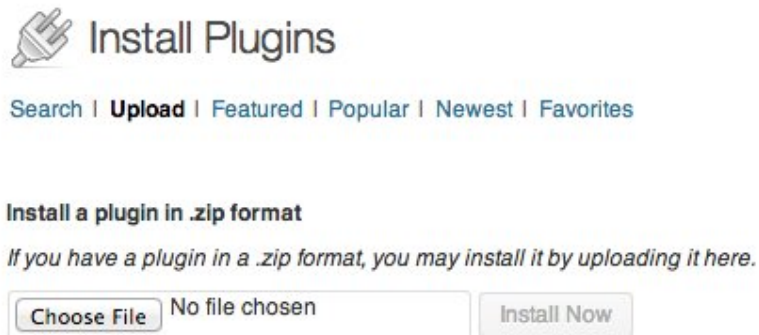 Install Plugins
Search | Upload | Featured | Popular | Newest | Favorites
Install a plugin in .zip format
If you have a plugin in a .zip format, you may install it by uploading it here.
Choose File No file chosen Install Now